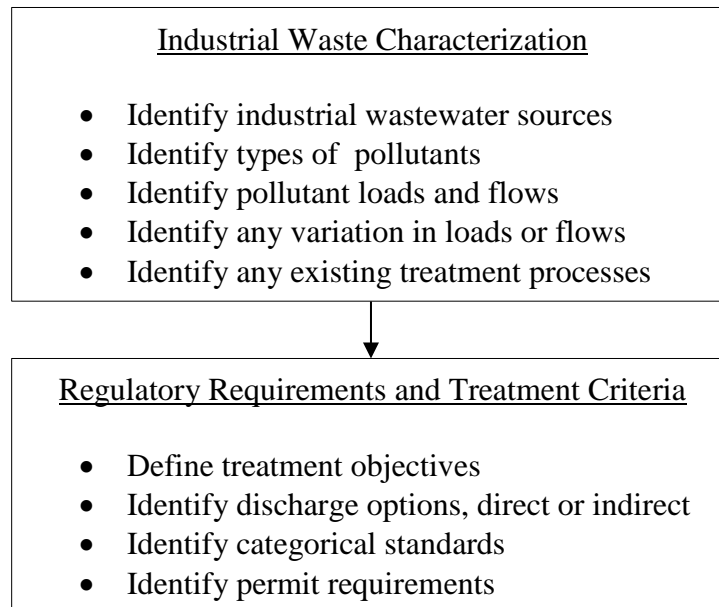 Industrial Waste Characterization
• Identify industrial wastewater sources
• Identify types of pollutants
• Identify pollutant loads and flows
• Identify any variation in loads or flows
• Identify any existing treatment processes
Regulatory Requirements and Treatment Criteria
• Define treatment objectives
• Identify discharge options, direct or indirect
• Identify categorical standards
• Identify permit requirements